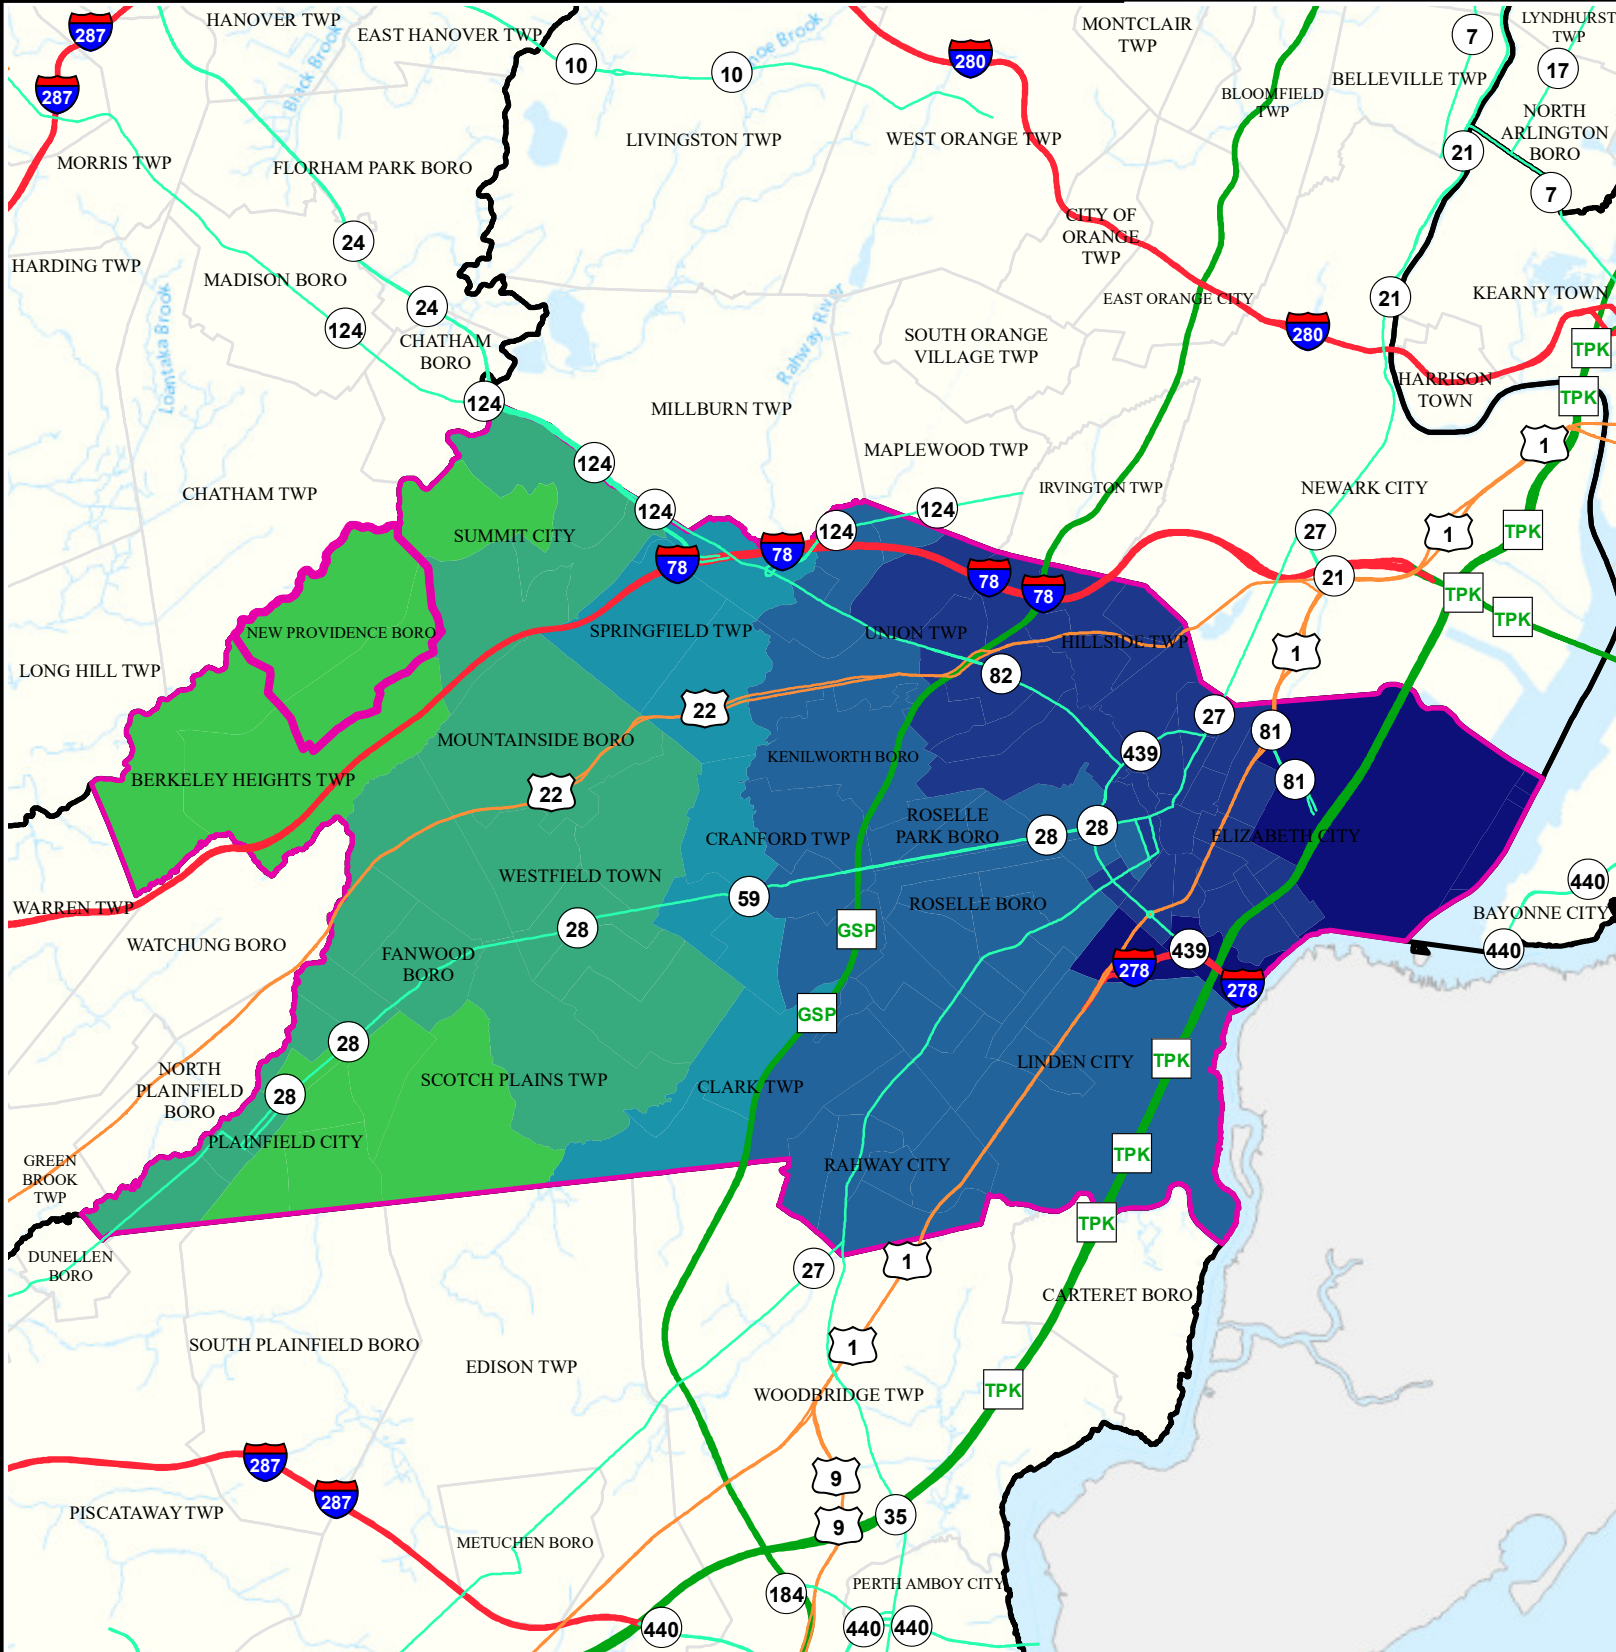 HANOVER TWP
EAST HANOVER TWP
MONTCLAIR
TWP
LYNDHURST
TWP
287
10
10
280
7
17
287
Black Brook
BELLEVILLE TWP
BLOOMFIELD
TWP
NORTH
ARLINGTON
BORO
MORRIS TWP
FLORHAM PARK BORO
LIVINGSTON TWP
WEST ORANGE TWP
21
7
24
CITY OF
ORANGE
TWP
HARDING TWP
MADISON BORO
24
124
Loantaka Brook
Rahway River
EAST ORANGE CITY
21
KEARNY TOWN
280
CHATHAM
BORO
SOUTH ORANGE
VILLAGE TWP
TPK
HARRISON
TOWN
TPK
124
MILLBURN TWP
MAPLEWOOD TWP
1
124
CHATHAM TWP
IRVINGTON TWP
NEWARK CITY
124
124
124
27
1
TPK
SUMMIT CITY
78
78
78
78
21
TPK
TPK
NEW PROVIDENCE BORO
SPRINGFIELD TWP
UNION TWP
HILLSIDE TWP
1
LONG HILL TWP
82
22
27
81
MOUNTAINSIDE BORO
KENILWORTH BORO
439
BERKELEY HEIGHTS TWP
22
81
CRANFORD TWP
ROSELLE
PARK BORO
28
28
ELIZABETH CITY
WESTFIELD TOWN
59
ROSELLE BORO
440
WARREN TWP
BAYONNE CITY
WATCHUNG BORO
28
GSP
FANWOOD
BORO
439
440
278
278
GSP
28
LINDEN CITY
TPK
NORTH
PLAINFIELD
BORO
28
SCOTCH PLAINS TWP
CLARK TWP
PLAINFIELD CITY
TPK
GREEN
BROOK
TWP
RAHWAY CITY
TPK
DUNELLEN
BORO
27
1
CARTERET BORO
SOUTH PLAINFIELD BORO
1
EDISON TWP
WOODBRIDGE TWP
TPK
287
287
9
PISCATAWAY TWP
35
9
METUCHEN BORO
184
PERTH AMBOY CITY
440
440
440